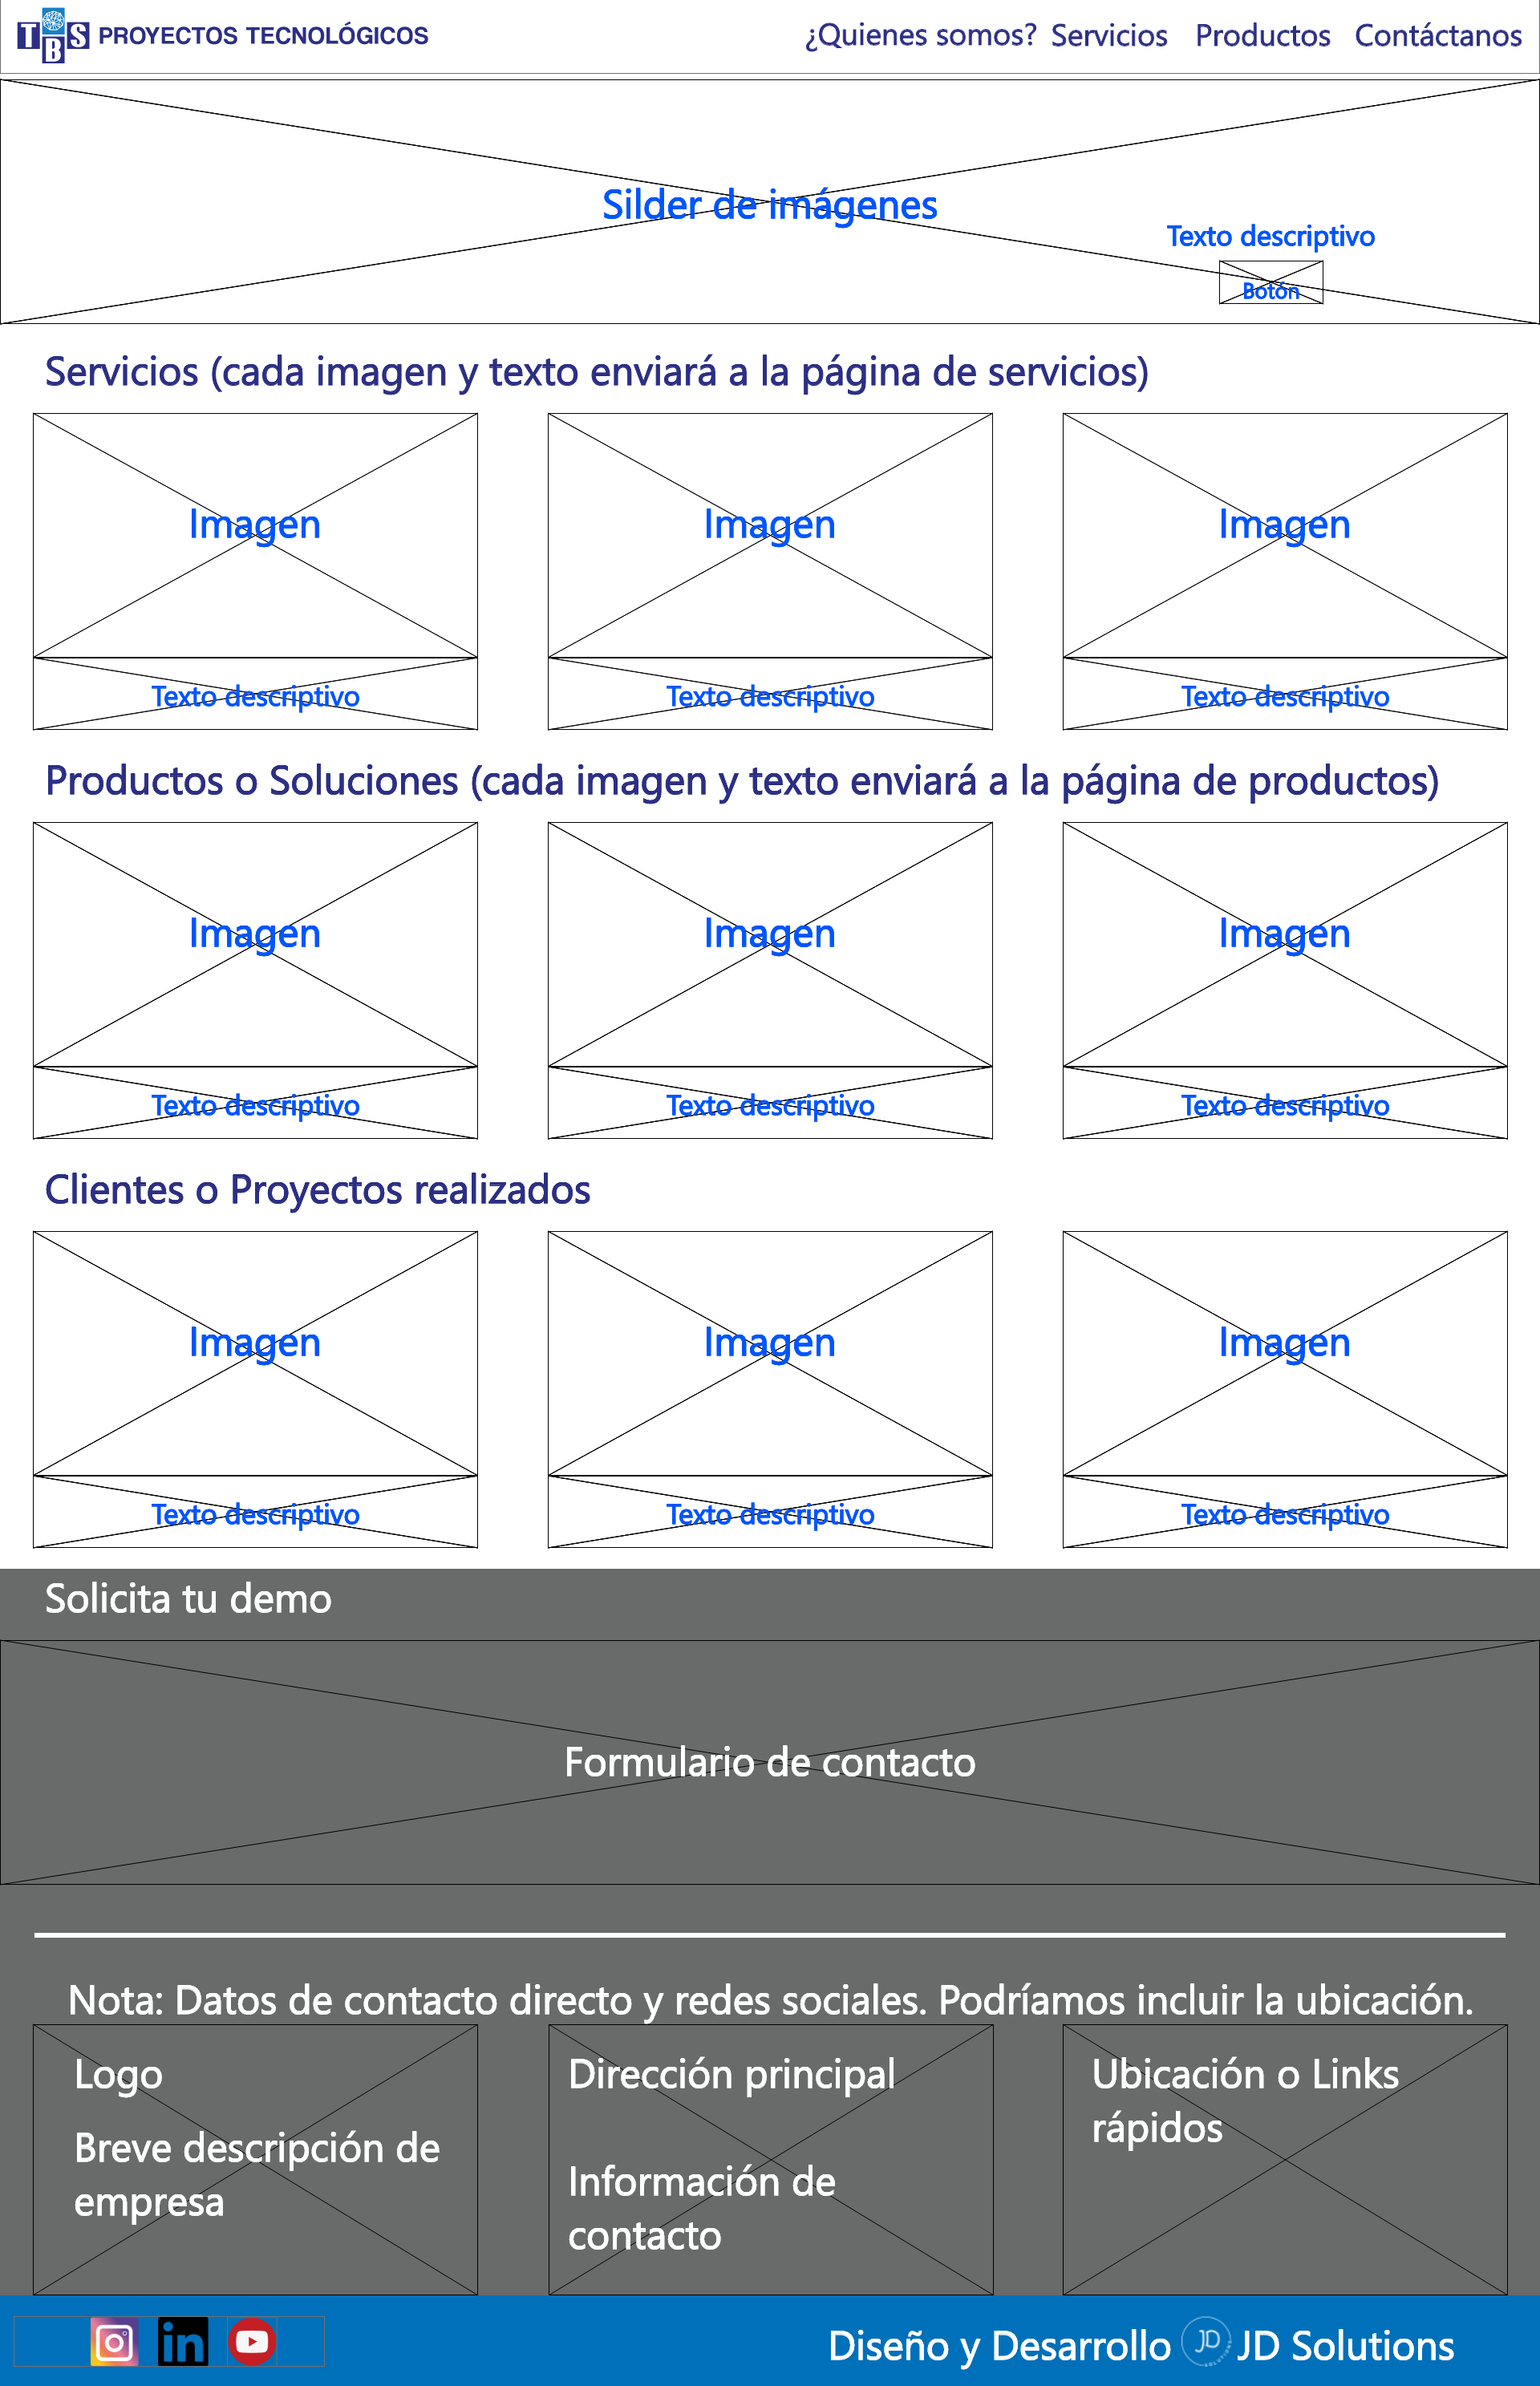 TBS PROYECTOS TECNOLÓGICOS
¿Quienes somos? Servicios Productos Contáctanos
Silder de imágenes
Texto descriptivo
Botón
Servicios (cada imagen y texto enviará a la página de servicios)
Imagen Imagen Imagen
Texto descriptivo Texto descriptivo Texto descriptivo
Productos o Soluciones (cada imagen y texto enviará a la página de productos)
Imagen Imagen Imagen
Texto descriptivo Texto descriptivo Texto descriptivo
Clientes o Proyectos realizados
Imagen Imagen Imagen
Texto descriptivo Texto descriptivo Texto descriptivo
Solicita tu demo
Formulario de contacto
Nota: Datos de contacto directo y redes sociales. Podríamos incluir la ubicación.
Logo
Breve descripción de
empresa
Dirección principal
Información de
contacto
Ubicación o Links
rápidos
in
Diseño y Desarrollo JD JD Solutions